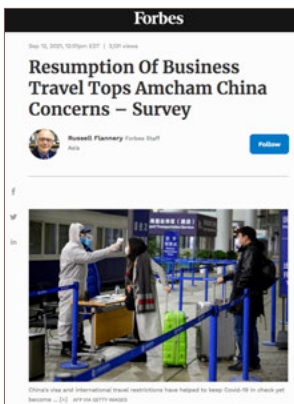 Forbes
Sep 12, 2021, 12:01pm EDT |
Resumption Of Business
Travel Tops Amcham China
Concerns – Survey
Russell Flannery Forbes Staff
Asia
Follow
China's visa and international travel restrictions have helped to keep Covid-19 in check yet
become ... [+] AFP VIA GETTY IMAGES